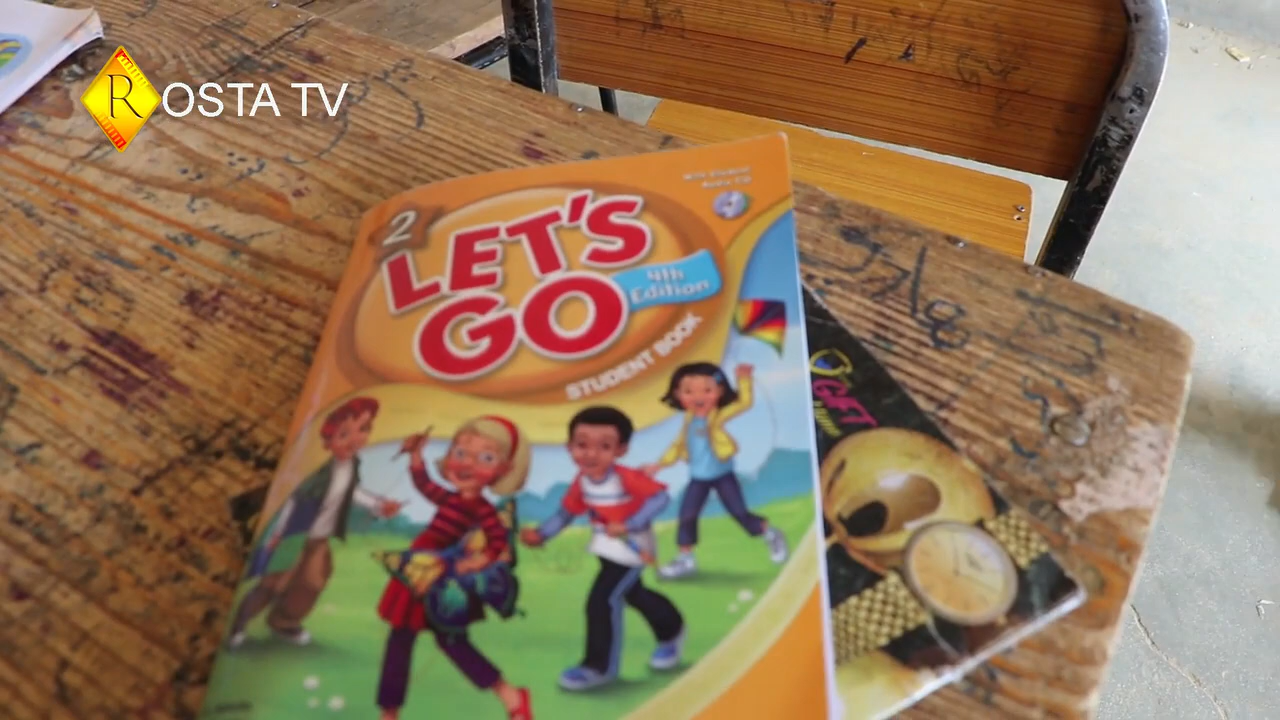 ROSTA TV
With Student
Audio CD
2
LET'S
GO
4th
Edition
STUDENT BOOK
GIFT